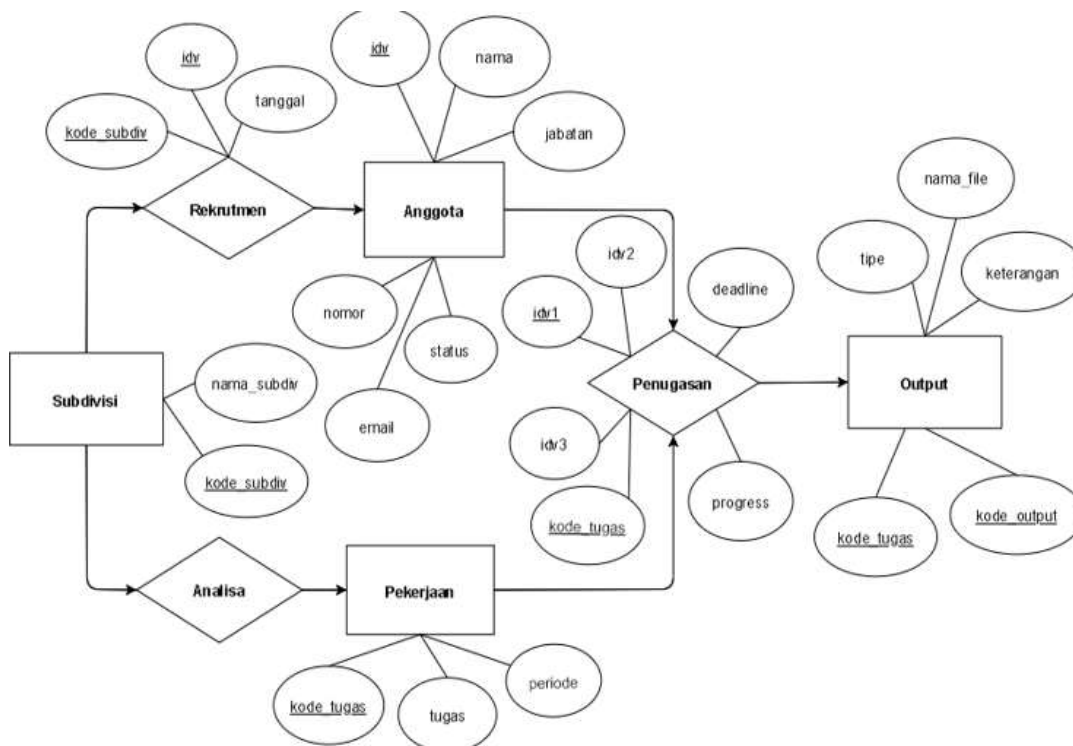 idv
tanggal
kode_subdiv
Rekrutmen
idv
nama
jabatan
Anggota
nomor
status
email
Subdivisi
nama_subdiv
kode_subdiv
Analisa
Pekerjaan
kode_tugas
tugas
periode
idv2
deadline
idv1
Penugasan
idv3
kode_tugas
progress
nama_file
tipe
keterangan
Output
kode_tugas
kode_output